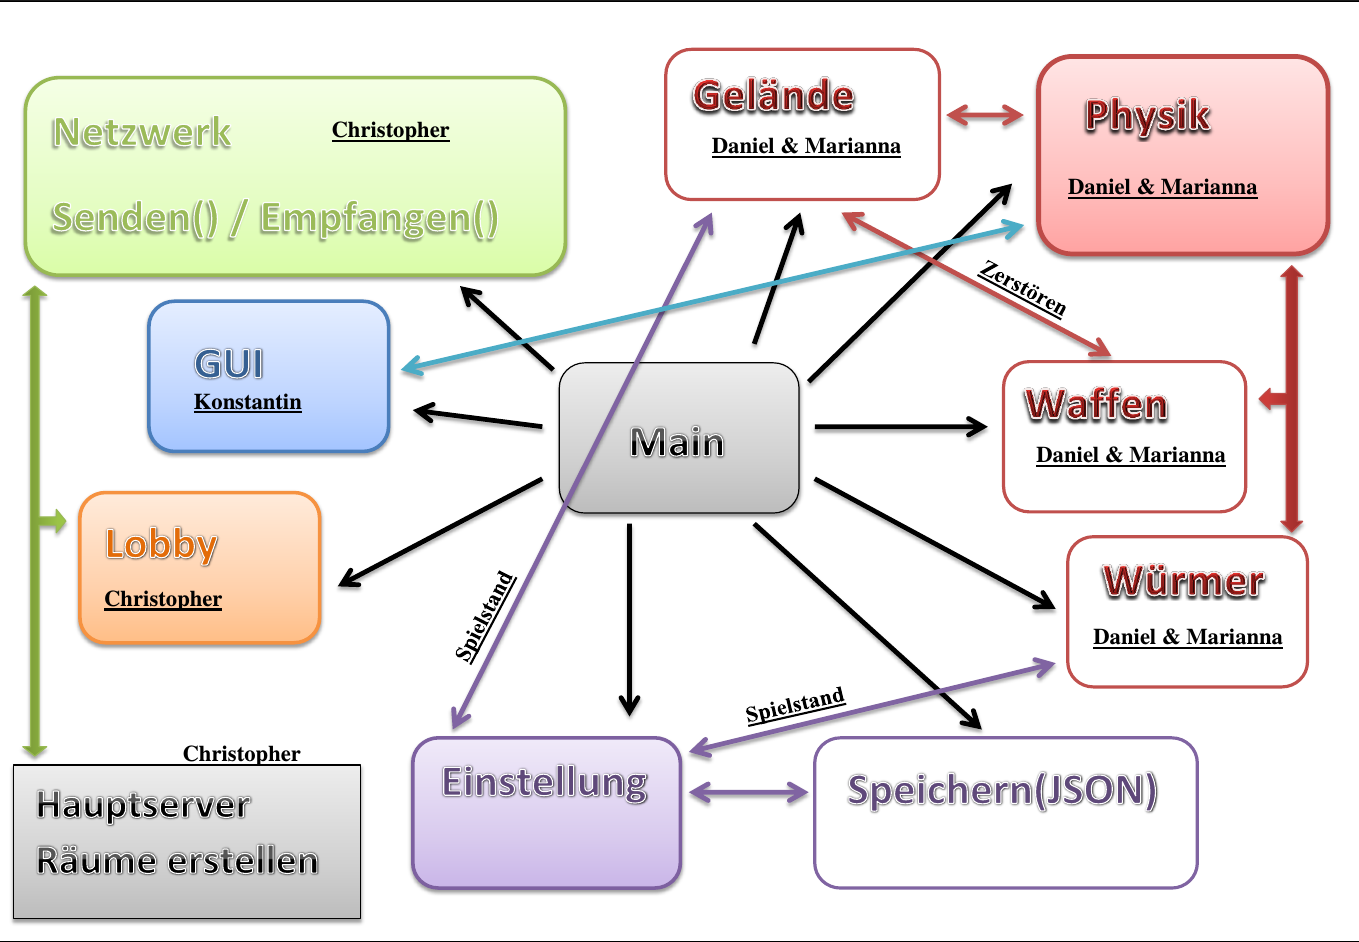 Netzwerk
Christopher
Senden() / Empfangen()
Gelände
Daniel & Marianna
Physik
Daniel & Marianna
Zerstören
GUI
Konstantin
Main
Waffen
Daniel & Marianna
Lobby
Christopher
Spielstand
Würmer
Daniel & Marianna
Spielstand
Christopher
Hauptserver
Räume erstellen
Einstellung
Speichern(JSON)